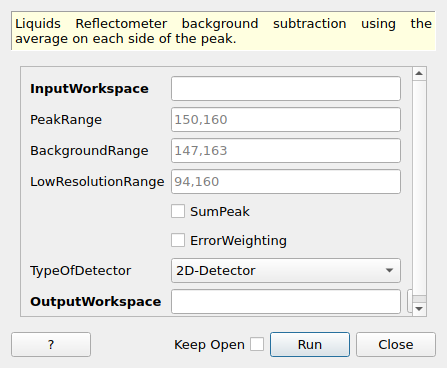 Liquids Reflectometer background subtraction using the
average on each side of the peak.
InputWorkspace
PeakRange 150,160
BackgroundRange 147,163
LowResolutionRange 94,160
SumPeak
ErrorWeighting
TypeOfDetector 2D-Detector
OutputWorkspace
? Keep Open Run Close